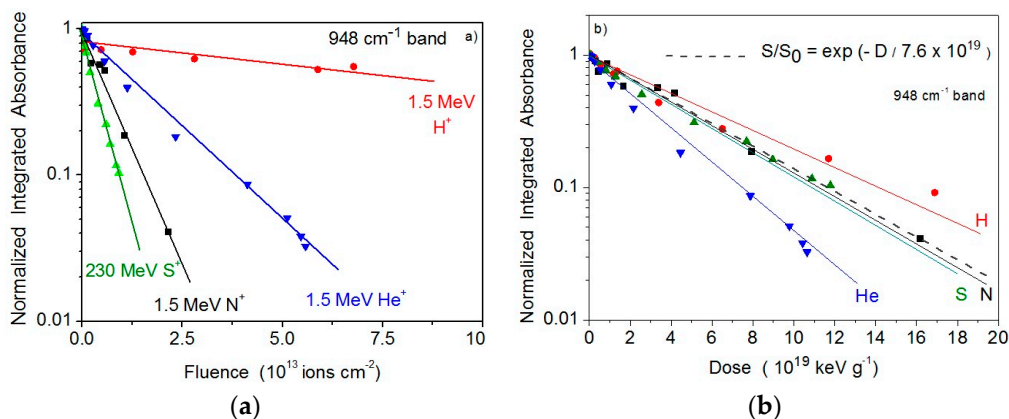 Normalized Integrated Absorbance
1
0.1
0.01
948 cm⁻¹ band
a)
1.5 MeV
H⁺
230 MeV S⁺
1.5 MeV N⁺
1.5 MeV He⁺
0 2.5 5.0 7.5 10
Fluence (10¹³ ions cm⁻²)
(a)
Normalized Integrated Absorbance
b)
1
0.1
0.01
S/S₀ = exp (- D / 7.6 x 10¹⁹)
948 cm⁻¹ band
H
He
S
N
0 2 4 6 8 10 12 14 16 18 20
Dose ( 10¹⁹ keV g⁻¹)
(b)